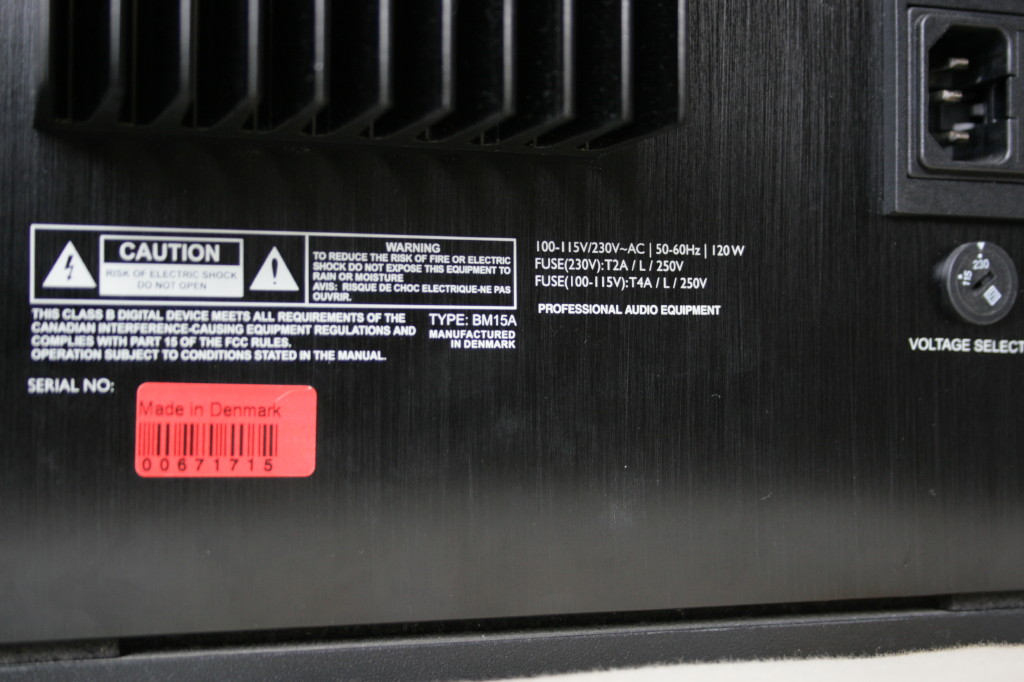 CAUTION
RISK OF ELECTRIC SHOCK
DO NOT OPEN
WARNING
TO REDUCE THE RISK OF FIRE OR ELECTRIC
SHOCK DO NOT EXPOSE THIS EQUIPMENT TO
RAIN OR MOISTURE
AVIS: RISQUE DE CHOC ELECTRIQUE-NE PAS
OUVRIR.
THIS CLASS B DIGITAL DEVICE MEETS ALL REQUIREMENTS OF THE
CANADIAN INTERFERENCE-CAUSING EQUIPMENT REGULATIONS AND
COMPLIES WITH PART 15 OF THE FCC RULES.
OPERATION SUBJECT TO CONDITIONS STATED IN THE MANUAL.
TYPE: BM15A
MANUFACTURED
IN DENMARK
100-115V/230V~AC | 50-60Hz | 120W
FUSE(230V):T2A / L / 250V
FUSE(100-115V):T4A / L / 250V
PROFESSIONAL AUDIO EQUIPMENT
230
115
VOLTAGE SELECT
SERIAL NO:
Made in Denmark
00671715